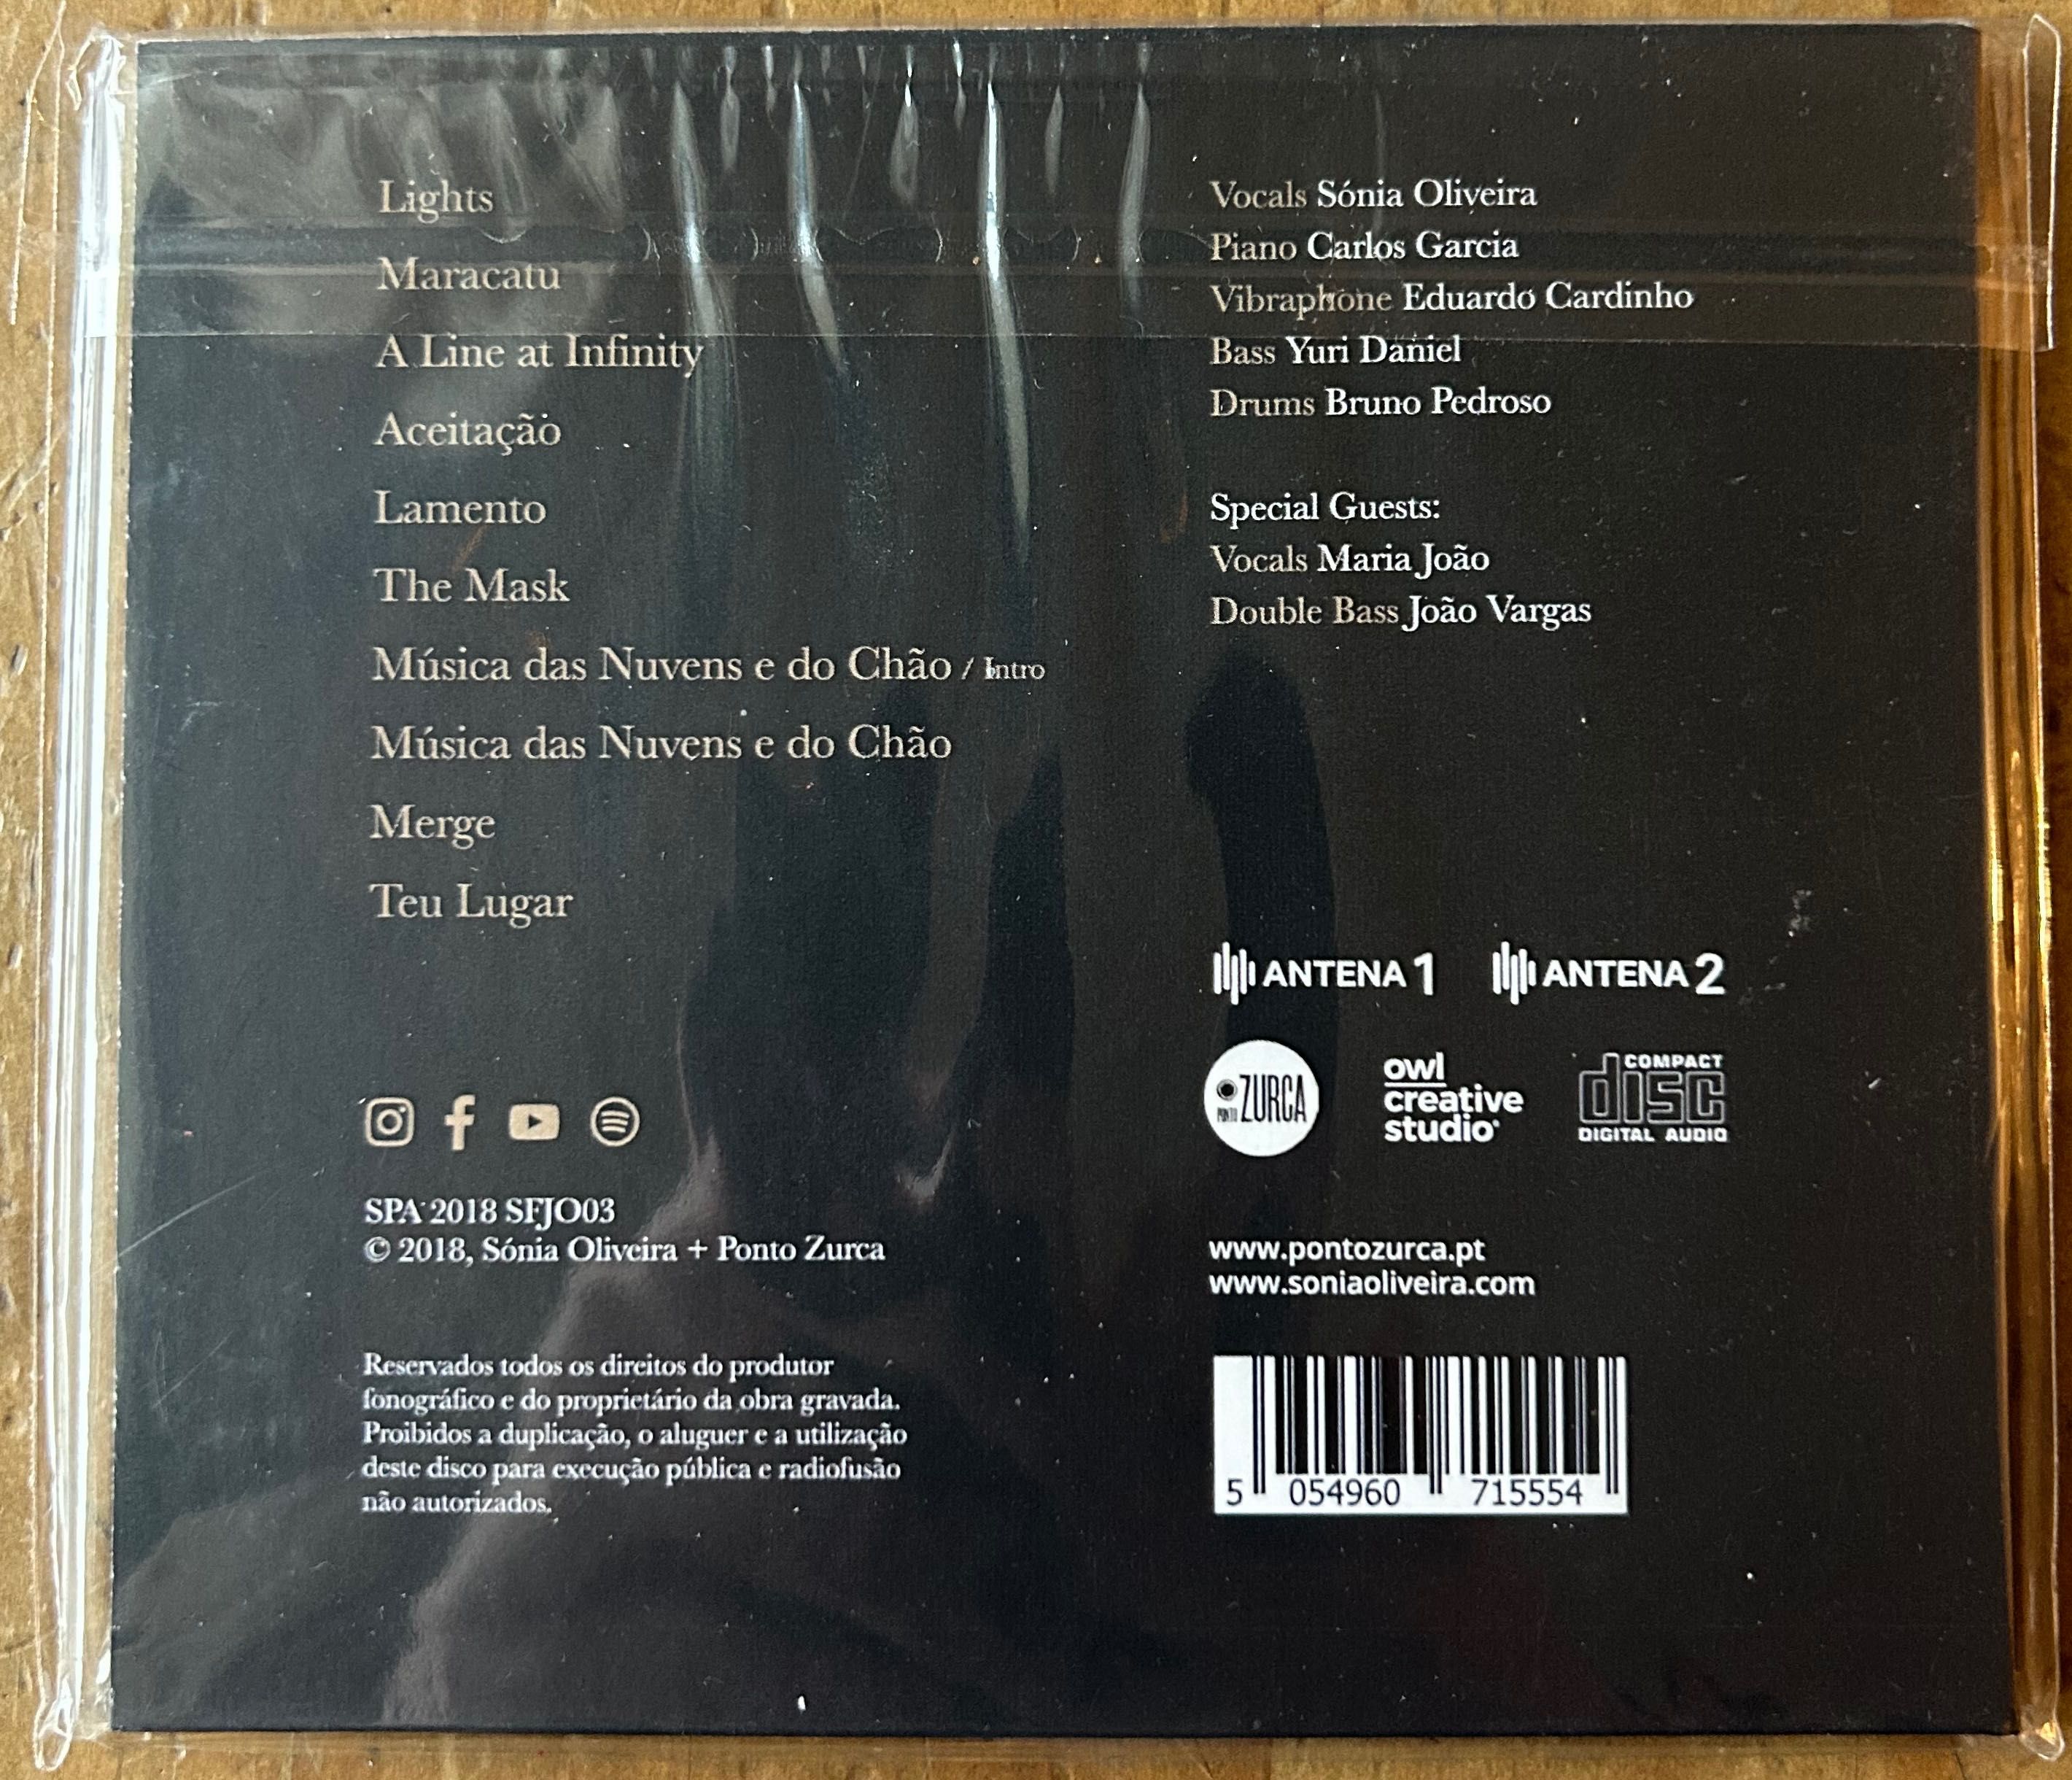 Lights
Maracatu
A Line at Infinity
Aceitação
Lamento
The Mask
Música das Nuvens e do Chão / Intro
Música das Nuvens e do Chão
Merge
Teu Lugar
SPA 2018 SFJO03
© 2018, Sónia Oliveira + Ponto Zurca
Reservados todos os direitos do produtor
fonográfico e do proprietário da obra gravada.
Proibidos a duplicação, o aluguer e a utilização
deste disco para execução pública e radiofusão
não autorizados.
Vocals Sónia Oliveira
Piano Carlos Garcia
Vibraphone Eduardo Cardinho
Bass Yuri Daniel
Drums Bruno Pedroso
Special Guests:
Vocals Maria João
Double Bass João Vargas
ANTENA 1
ANTENA 2
PONTO ZURCA
owl
creative
studio
COMPACT
disc
DIGITAL AUDIO
www.pontozurca.pt
www.soniaoliveira.com
5 054960 715554